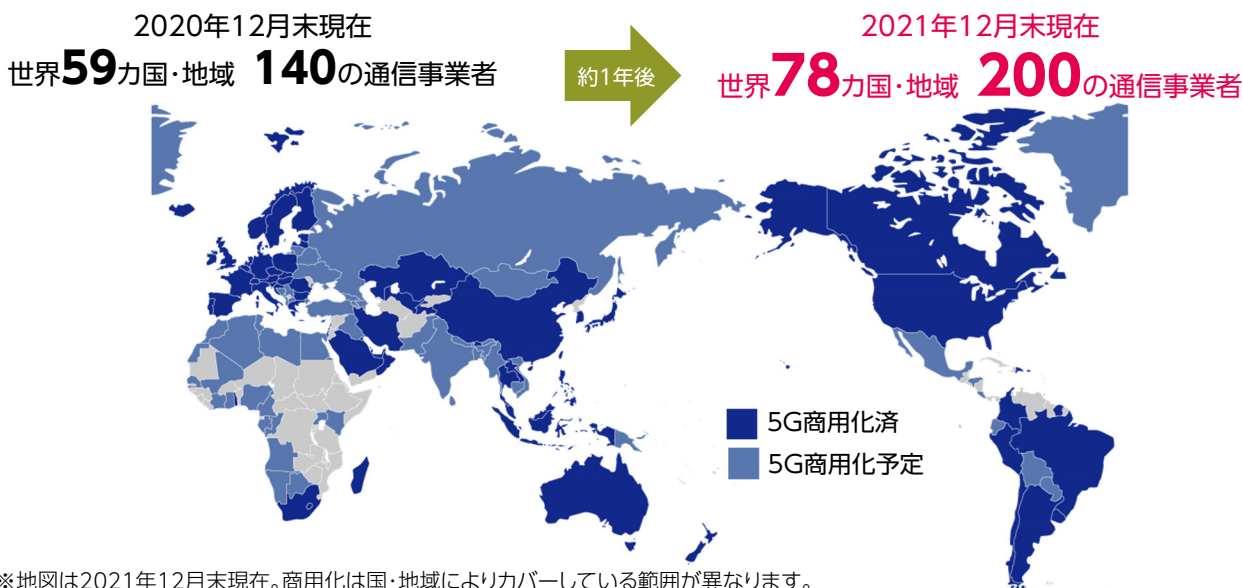 2020年12月末現在
世界59カ国・地域 140の通信事業者
約1年後
2021年12月末現在
世界78カ国・地域 200の通信事業者
5G商用化済
5G商用化予定
※地図は2021年12月末現在。商用化は国・地域によりカバーしている範囲が異なります。